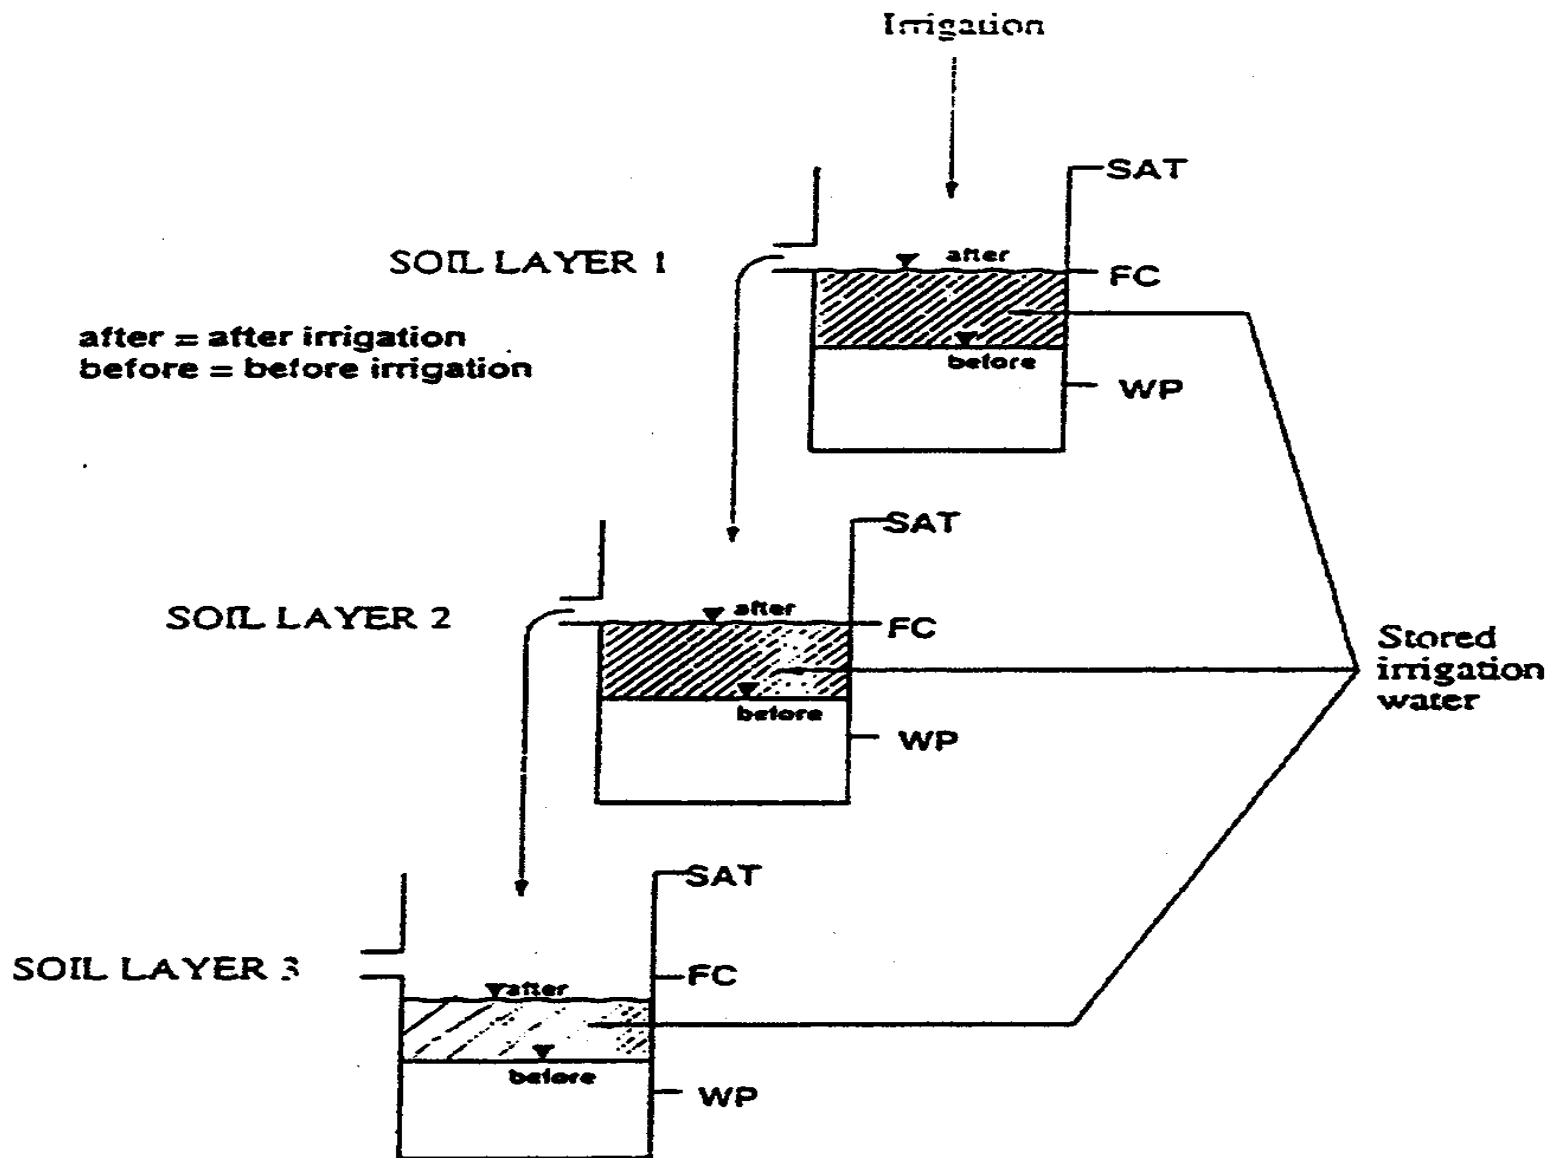 Irrigation
SAT
SOIL LAYER 1
after
FC
after = after irrigation
before = before irrigation
before
WP
SAT
SOIL LAYER 2
after
FC
Stored
irrigation
water
before
WP
SAT
SOIL LAYER 3
FC
after
before
WP